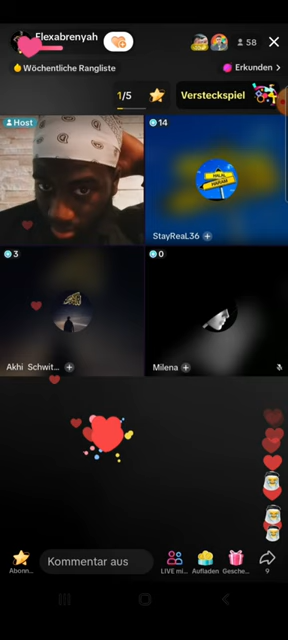 Flexabrenyah
58
Wöchentliche Rangliste
Erkunden >
1/5
Versteckspiel
Host
14
StayReaL36
3
Akhi Schwit...
0
Milena
Abonn...
Kommentar aus
LIVE mi...
Aufladen
Gesche...
9